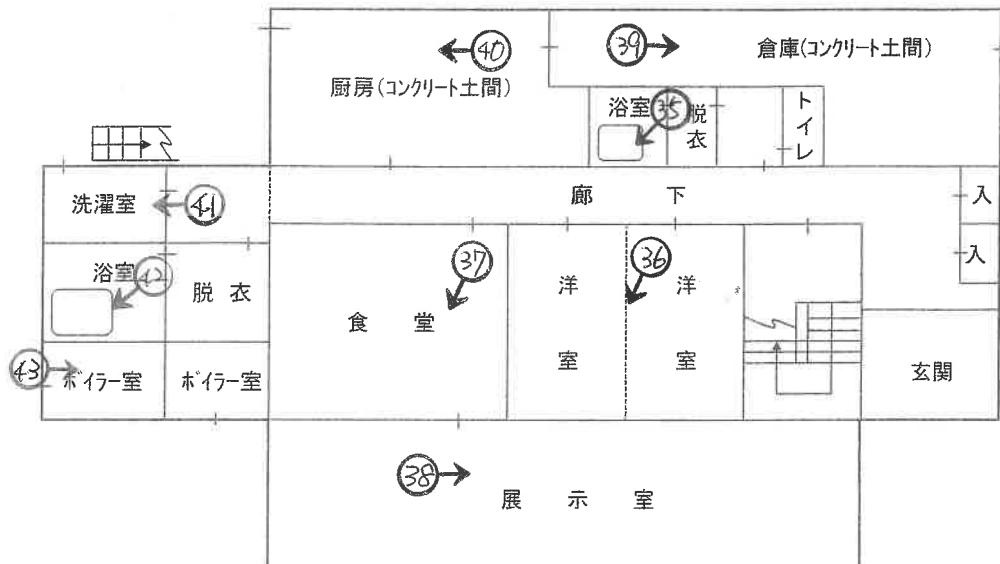 ㊵
㊴
倉庫(コンクリート土間)
厨房(コンクリート土間)
浴室
㉟
脱衣
トイレ
洗濯室
㊶
廊下
入
入
浴室
㊷
脱衣
㊲
食堂
洋室
㊱
洋室
玄関
㊸
ボイラー室
ボイラー室
㊳
展示室